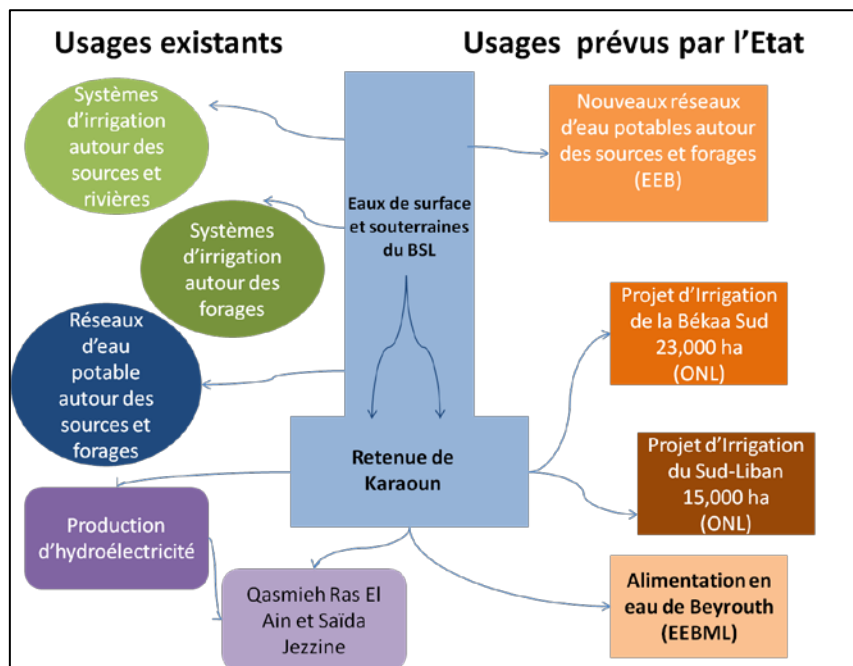 Usages existants
Usages prévus par l'Etat
Systèmes
d'irrigation
autour des
sources et
rivières
Nouveaux réseaux
d'eau potables autour
des sources et forages
(EEB)
Eaux de surface
et souterraines
du BSL
Systèmes
d'irrigation
autour des
forages
Réseaux
d'eau
potable
autour des
sources et
forages
Projet d'Irrigation
de la Békaa Sud
23,000 ha
(ONL)
Retenue de
Karaoun
Projet d'Irrigation
du Sud-Liban
15,000 ha
(ONL)
Production
d'hydroélectricité
Qasmieh Ras El
Ain et Saïda
Jezzine
Alimentation en
eau de Beyrouth
(EEBML)